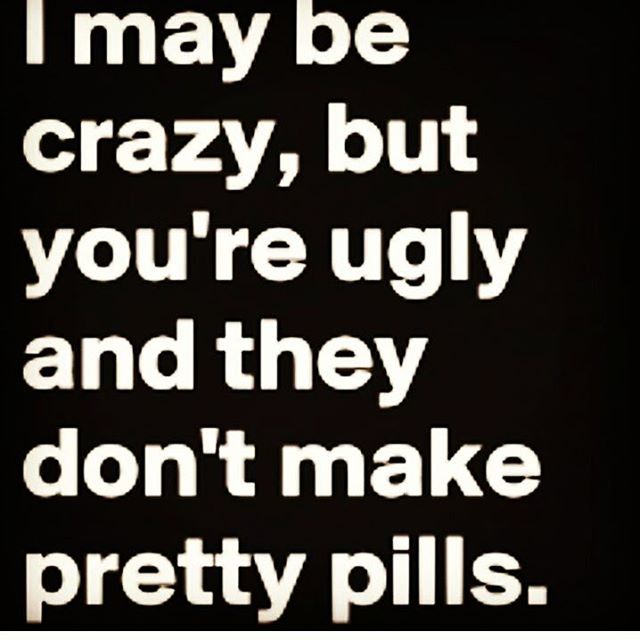 I may be
crazy, but
you're ugly
and they
don't make
pretty pills.